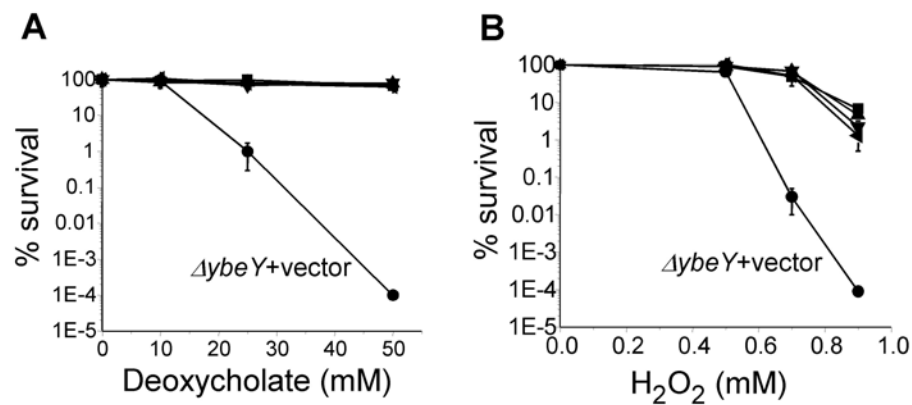 A
% survival
100
10
1
0.1
0.01
1E-3
1E-4
1E-5
ΔybeY+vector
0 10 20 30 40 50
Deoxycholate (mM)
B
% survival
100
10
1
0.1
0.01
1E-3
1E-4
1E-5
ΔybeY+vector
0.0 0.2 0.4 0.6 0.8 1.0
H₂O₂ (mM)